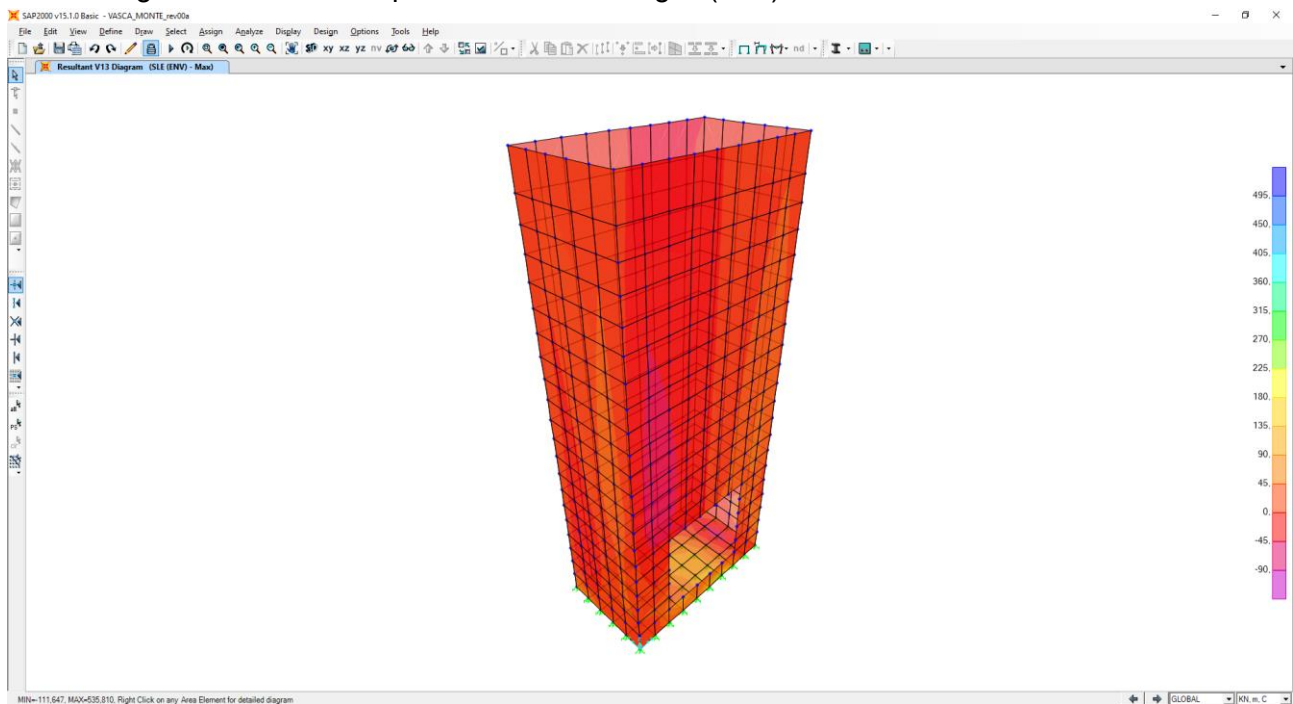 SAP2000 v15.1.0 Basic - VASCA_MONTE_rev00a
File Edit View Define Draw Select Assign Analyze Display Design Options Tools Help
xy xz yz nv nd
Resultant V13 Diagram (SLE (ENV) - Max)
495,
450,
405,
360,
315,
270,
225,
180,
135,
90,
45,
0,
-45,
-90,
MIN=-111,647, MAX=535,810, Right Click on any Area Element for detailed diagram
GLOBAL KN, m, C